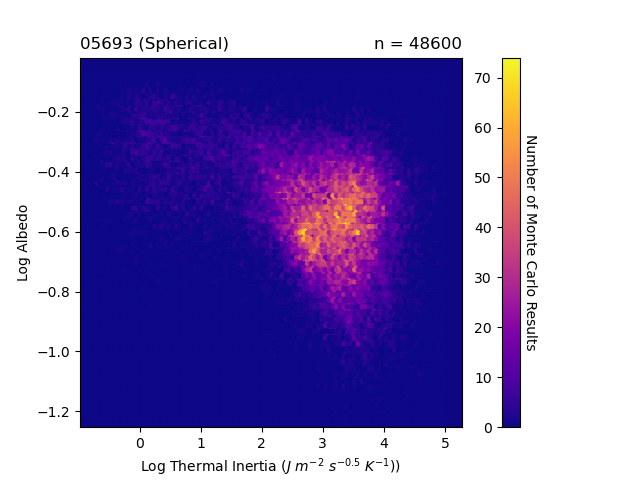 05693 (Spherical)
n = 48600
Log Albedo
−0.2
−0.4
−0.6
−0.8
−1.0
−1.2
0 1 2 3 4 5
Log Thermal Inertia (J m⁻² s⁻⁰·⁵ K⁻¹))
70
60
50
40
30
20
10
0
Number of Monte Carlo Results